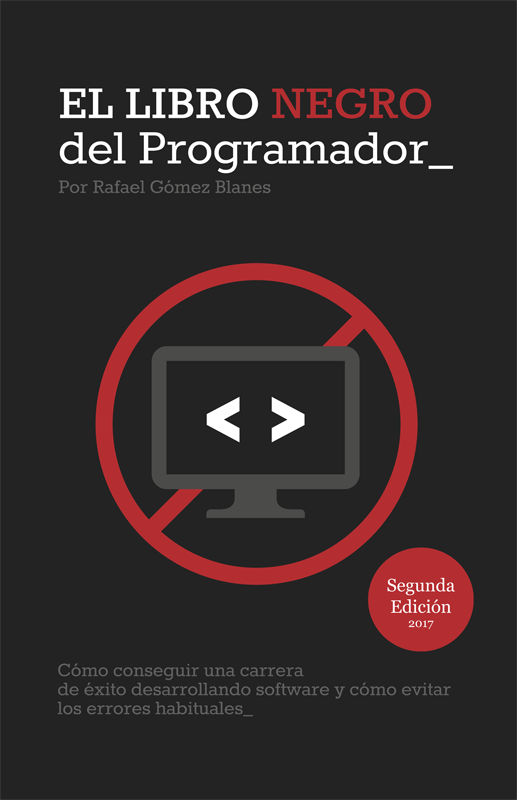 EL LIBRO NEGRO
del Programador_
Por Rafael Gómez Blanes
< >
Segunda
Edición
2017
Cómo conseguir una carrera
de éxito desarrollando software y cómo evitar
los errores habituales_